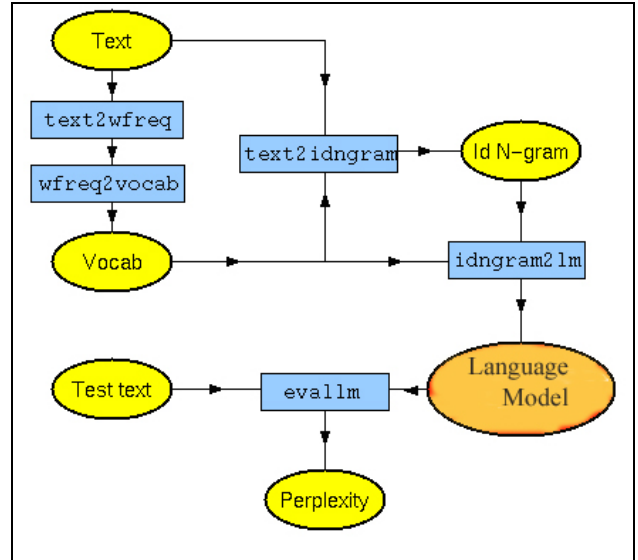 Text
text2wfreq
wfreq2vocab
text2idngram
Id N-gram
Vocab
idngram2lm
Language
Model
Test text
evallm
Perplexity